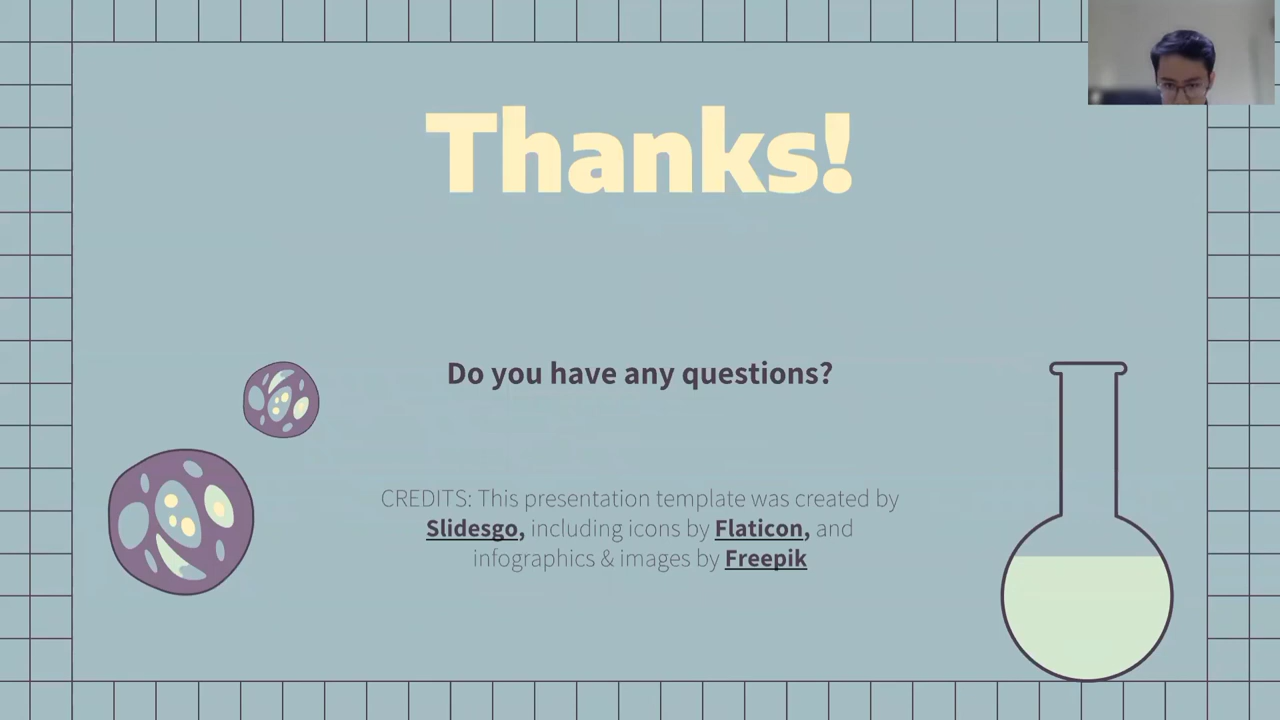 Thanks!
Do you have any questions?
CREDITS: This presentation template was created by
Slidesgo, including icons by Flaticon, and
infographics & images by Freepik